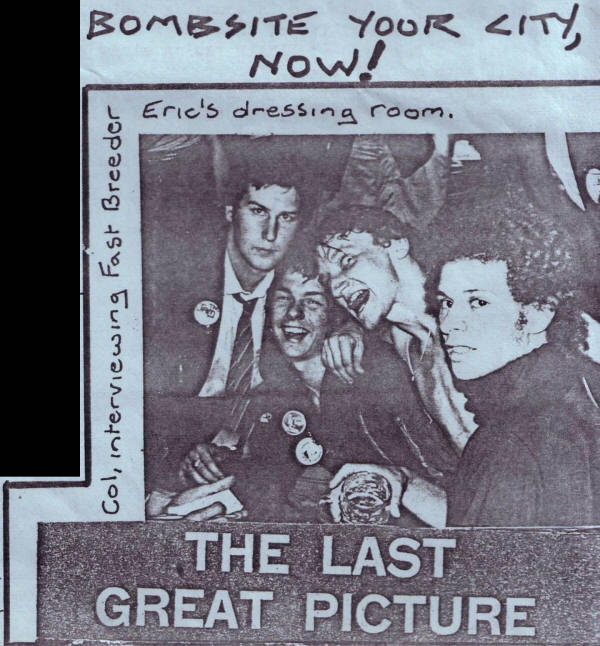 BOMBSITE YOUR CITY,
NOW!
Eric's dressing room.
Col, interviewing Fast Breeder
THE LAST
GREAT PICTURE